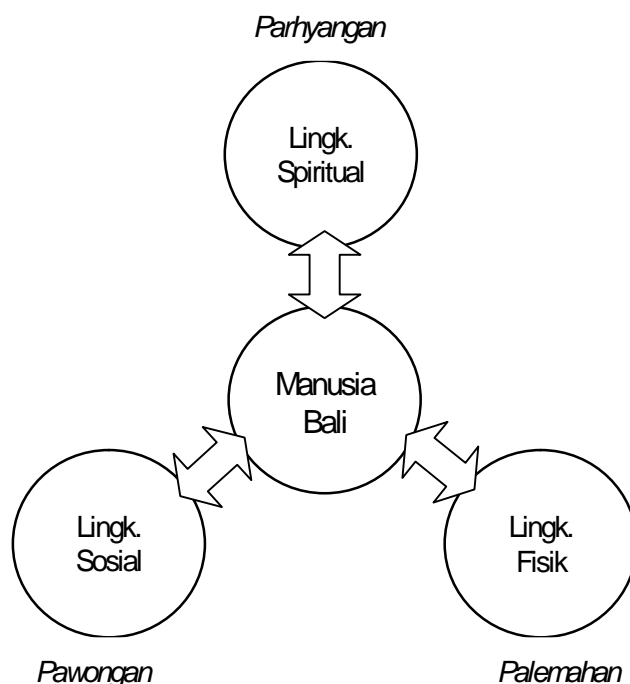 Parhyangan
Lingk.
Spiritual
Manusia
Bali
Lingk.
Sosial
Lingk.
Fisik
Pawongan
Palemahan